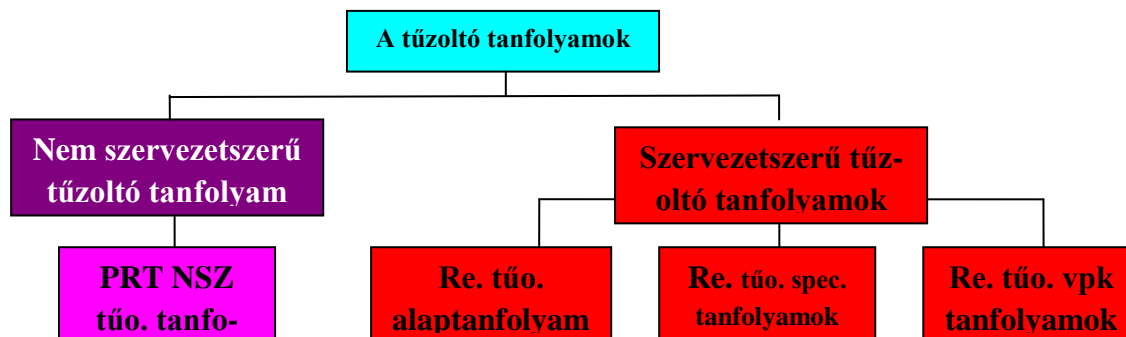 A tűzoltó tanfolyamok
Nem szervezetszerű
tűzoltó tanfolyam
Szervezetszerű tűz-
oltó tanfolyamok
PRT NSZ
tűo. tanfo-
Re. tűo.
alaptanfolyam
Re. tűo. spec.
tanfolyamok
Re. tűo. vpk
tanfolyamok